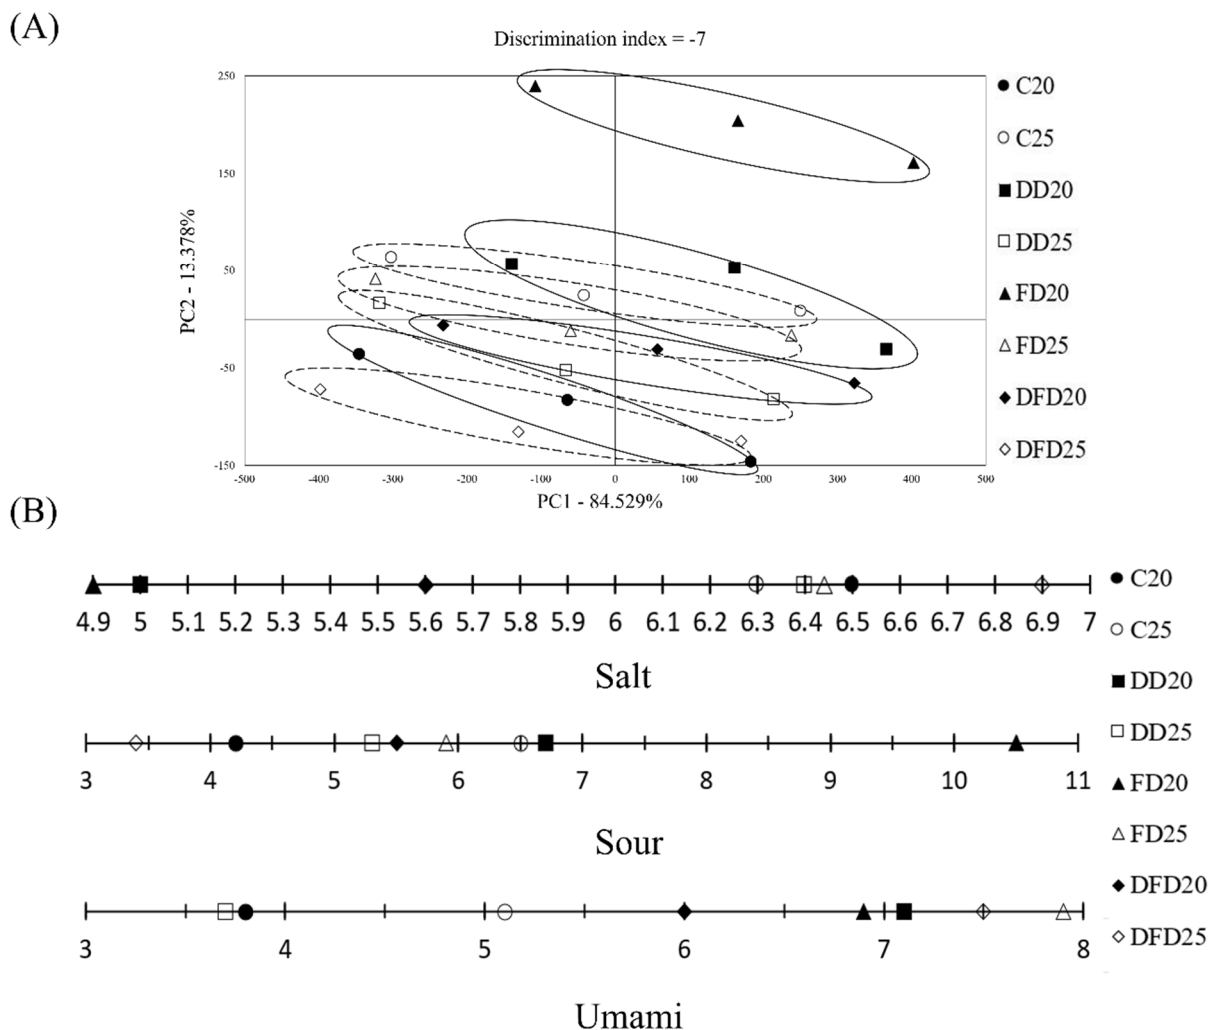 (A)
Discrimination index = -7
PC2 - 13.378%
250
150
50
-50
-150
-500 -400 -300 -200 -100 0 100 200 300 400 500
PC1 - 84.529%
C20
C25
DD20
DD25
FD20
FD25
DFD20
DFD25
(B)
4.9 5 5.1 5.2 5.3 5.4 5.5 5.6 5.7 5.8 5.9 6 6.1 6.2 6.3 6.4 6.5 6.6 6.7 6.8 6.9 7
Salt
3 4 5 6 7 8 9 10 11
Sour
3 4 5 6 7 8
Umami
C20
C25
DD20
DD25
FD20
FD25
DFD20
DFD25